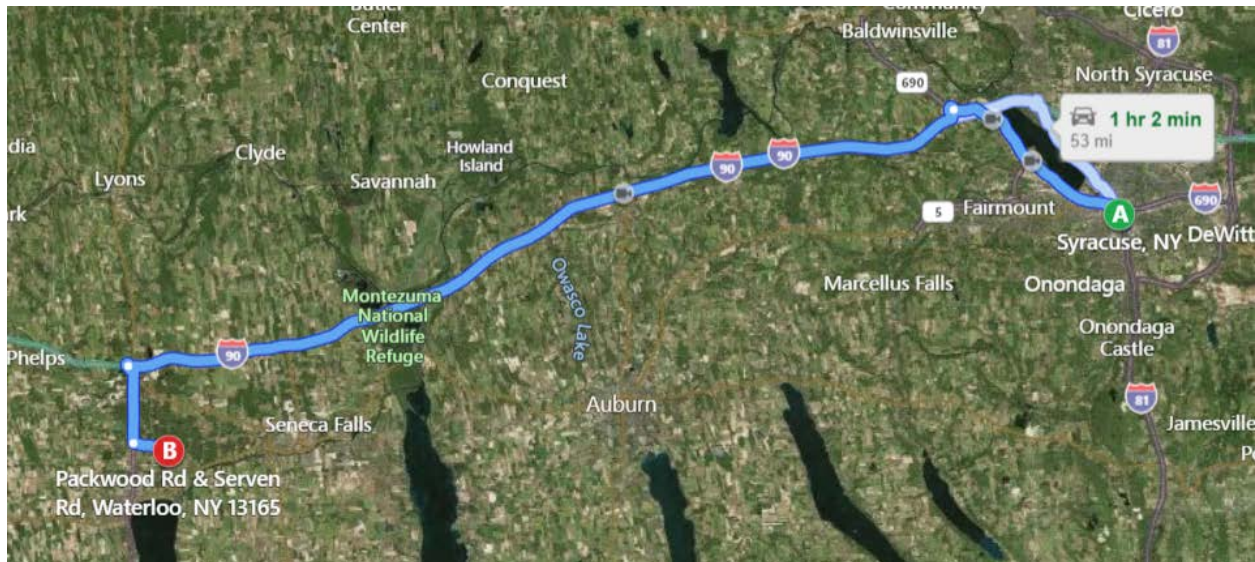 Butler
Center
Community
Cicero
Baldwinsville
81
North Syracuse
Conquest
690
1 hr 2 min
53 mi
dia
Clyde
Howland
Island
90
90
Lyons
Savannah
ark
5
Fairmount
A
690
Syracuse, NY
DeWitt
Owasco Lake
Marcellus Falls
Onondaga
Montezuma
National
Wildlife
Refuge
Onondaga
Castle
Phelps
90
81
Auburn
Seneca Falls
Jamesville
B
Packwood Rd & Serven
Rd, Waterloo, NY 13165